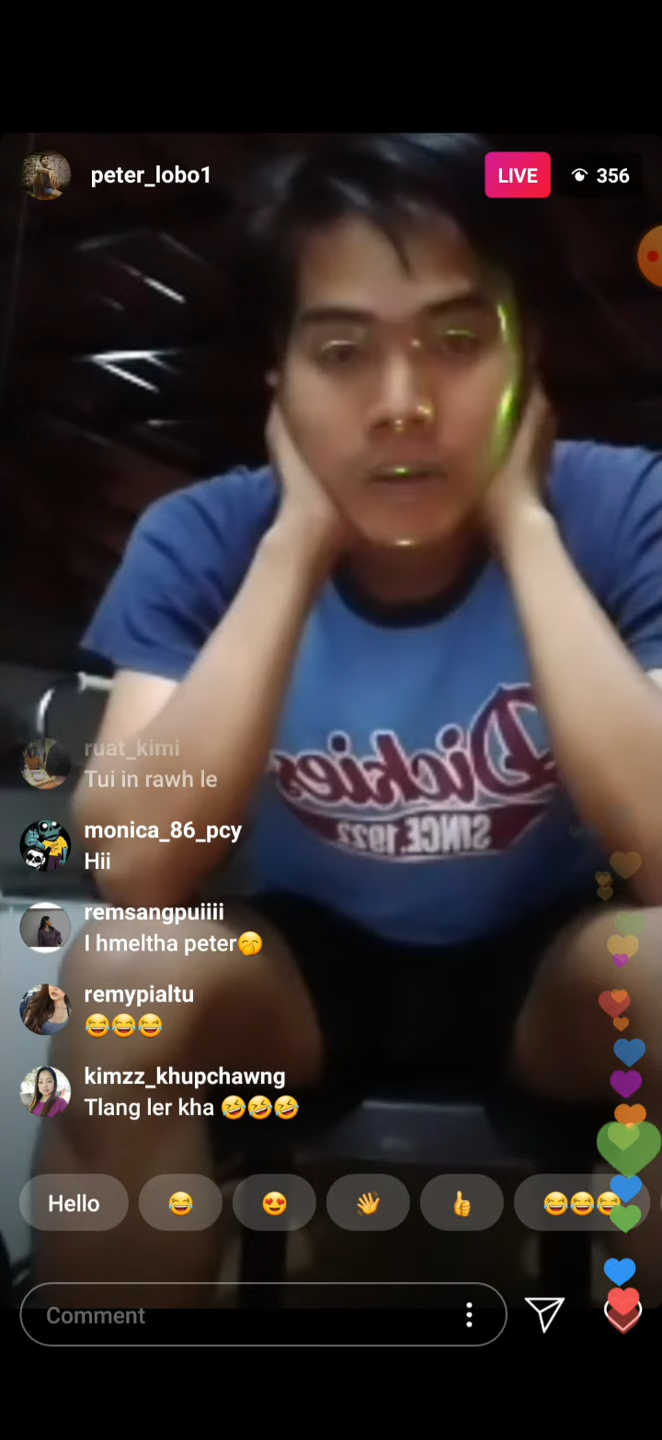 peter_lobo1
LIVE
356
Dickies
SINCE.1922
ruat_kimi
Tui in rawh le
monica_86_pcy
Hii
remsangpuiiii
I hmeltha peter🤭
remypialtu
😂😂😂
kimzz_khupchawng
Tlang ler kha 🤣🤣🤣
Hello 😂 😍 👋 👍 😂😂😂
Comment